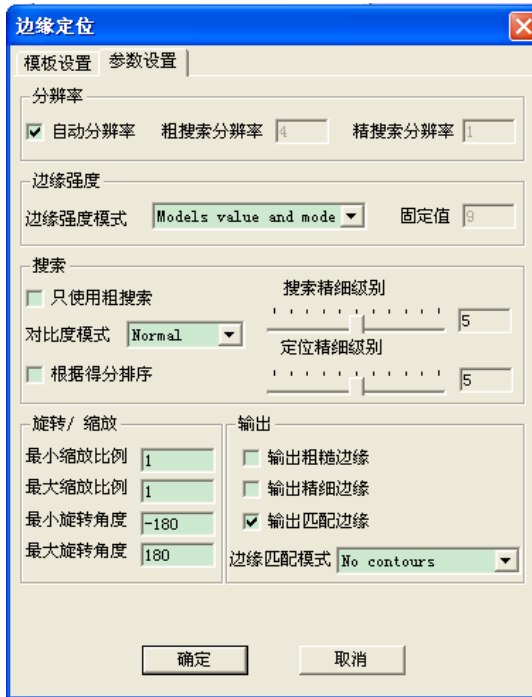 边缘定位
模板设置 参数设置
分辨率
自动分辨率 粗搜索分辨率 4 精搜索分辨率 1
边缘强度
边缘强度模式 Models value and mode 固定值 9
搜索
只使用粗搜索
搜索精细级别
5
对比度模式 Normal
定位精细级别
根据得分排序
5
旋转/ 缩放
最小缩放比例 1
最大缩放比例 1
最小旋转角度 -180
最大旋转角度 180
输出
输出粗糙边缘
输出精细边缘
输出匹配边缘
边缘匹配模式 No contours
确定 取消